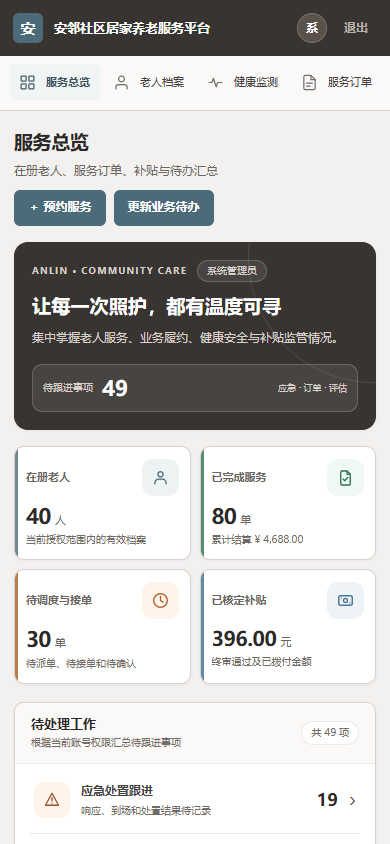 安 安邻社区居家养老服务平台 系 退出
服务总览 老人档案 健康监测 服务订单
服务总览
在册老人、服务订单、补贴与待办汇总
+ 预约服务 更新业务待办
ANLIN • COMMUNITY CARE 系统管理员
让每一次照护，都有温度可寻
集中掌握老人服务、业务履约、健康安全与补贴监管情况。
待跟进事项 49 应急 · 订单 · 评估
在册老人
40 人
当前授权范围内的有效档案
已完成服务
80 单
累计结算 ¥ 4,688.00
待调度与接单
30 单
待派单、待接单和待确认
已核定补贴
396.00 元
终审通过及已拨付金额
待处理工作
根据当前账号权限汇总待跟进事项
共 49 项
应急处置跟进
响应、到场和处置结果待记录
19